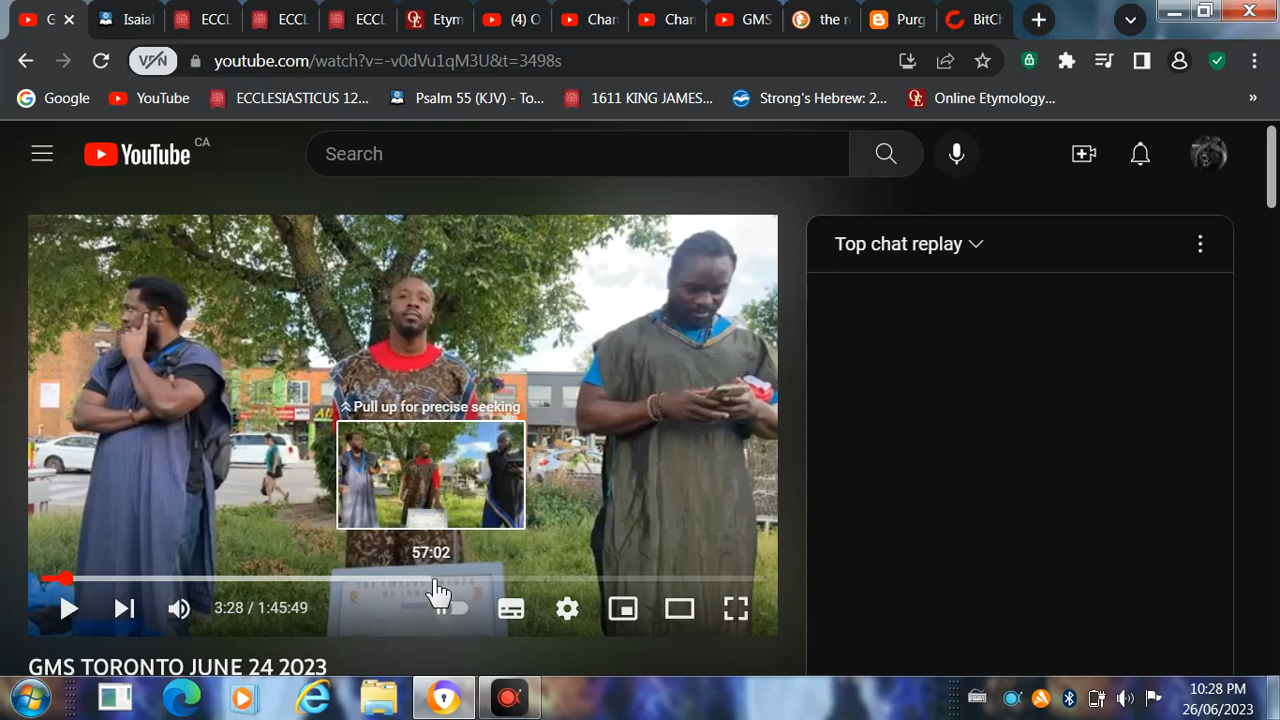 G
Isaial
ECCL
ECCL
ECCL
Etym
(4) O
Chan
Chan
GMS
the r
Purg
BitCh
VPN
youtube.com/watch?v=-v0dVu1qM3U&t=3498s
Google
YouTube
ECCLESIASTICUS 12...
Psalm 55 (KJV) - To...
1611 KING JAMES...
Strong's Hebrew: 2...
Online Etymology...
»
YouTube CA
Search
Top chat replay
Pull up for precise seeking
57:02
3:28 / 1:45:49
GMS TORONTO JUNE 24 2023
10:28 PM
26/06/2023